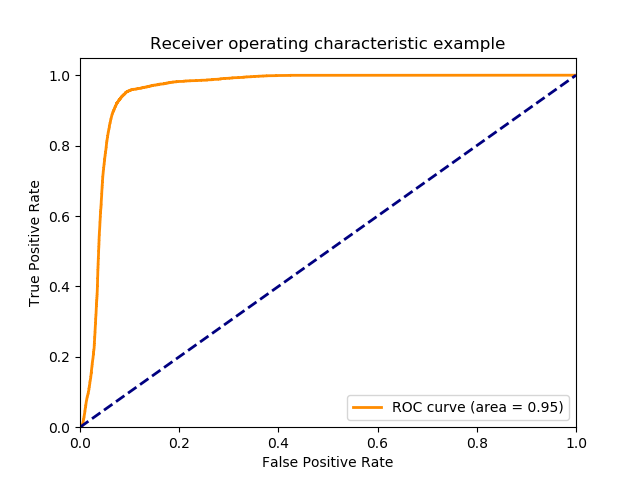 Receiver operating characteristic example
1.0
0.8
0.6
0.4
0.2
0.0
True Positive Rate
ROC curve (area = 0.95)
0.0 0.2 0.4 0.6 0.8 1.0
False Positive Rate